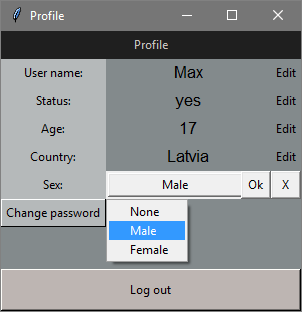 Profile
Profile
User name: Max Edit
Status: yes Edit
Age: 17 Edit
Country: Latvia Edit
Sex: Male Ok X
Change password
None
Male
Female
Log out